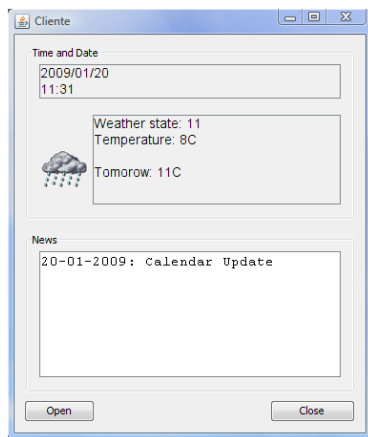 Cliente
Time and Date
2009/01/20
11:31
Weather state: 11
Temperature: 8C
Tomorow: 11C
News
20-01-2009: Calendar Update
Open
Close